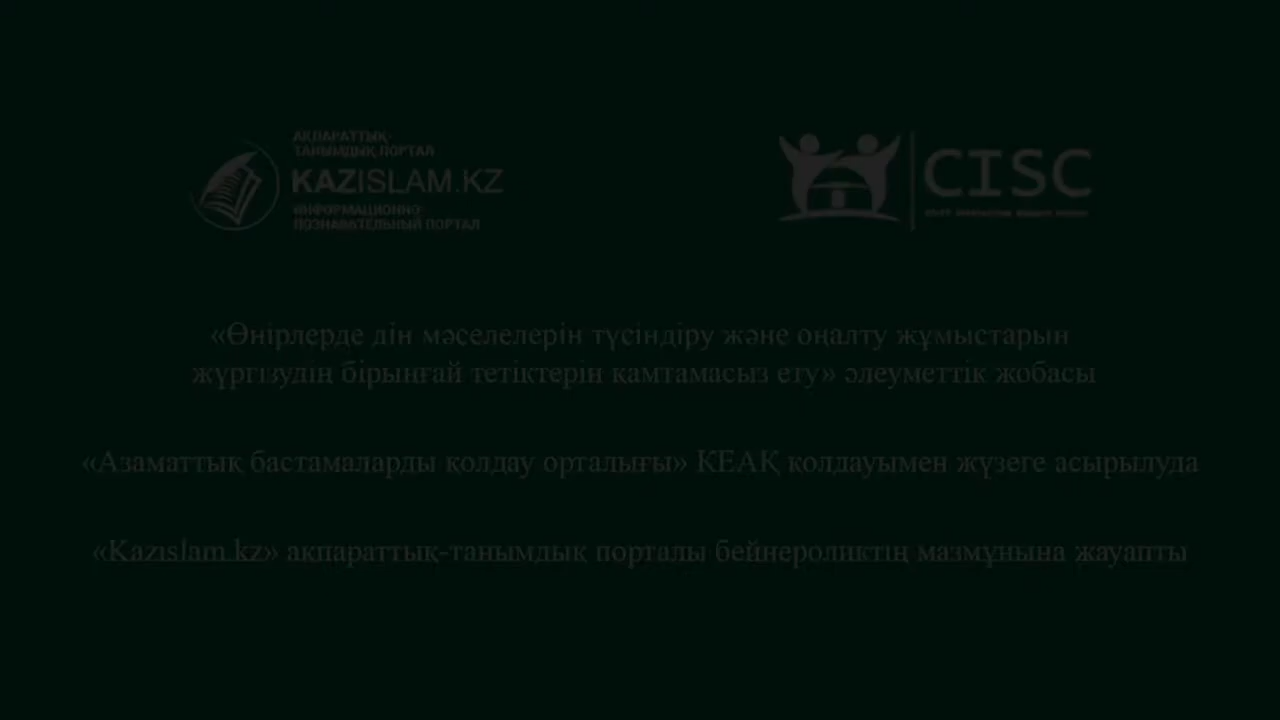 АҚПАРАТТЫҚ-
ТАНЫМДЫҚ ПОРТАЛ
KAZISLAM.KZ
ИНФОРМАЦИОННО-
ПОЗНАВАТЕЛЬНЫЙ ПОРТАЛ
CISC
«Өңірлерде дін мәселелерін түсіндіру және оңалту жұмыстарын
жүргізудің бірыңғай тетіктерін қамтамасыз ету» әлеуметтік жобасы
«Азаматтық бастамаларды қолдау орталығы» КЕАҚ қолдауымен жүзеге асырылуда
«Kazislam.kz» ақпараттық-танымдық порталы бейнероликтің мазмұнына жауапты